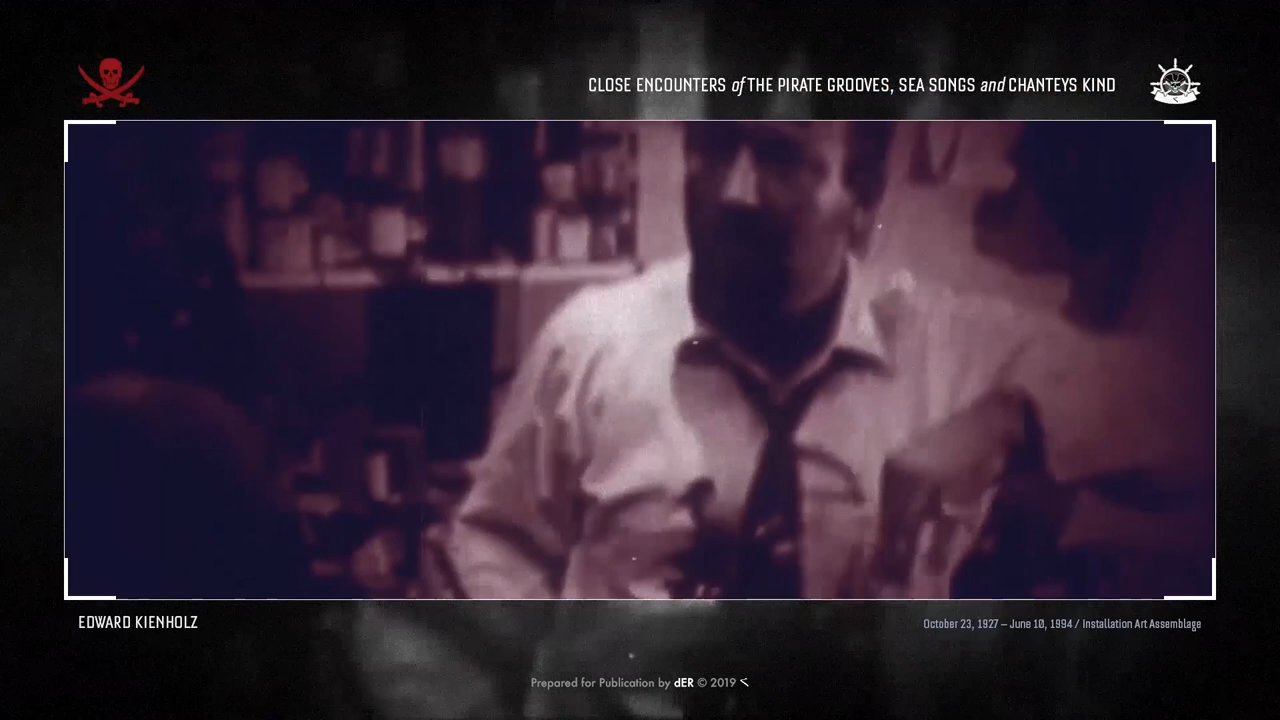 CLOSE ENCOUNTERS of THE PIRATE GROOVES, SEA SONGS and CHANTEYS KIND
EDWARD KIENHOLZ
October 23, 1927 – June 10, 1994 / Installation Art Assemblage
Prepared for Publication by dER © 2019